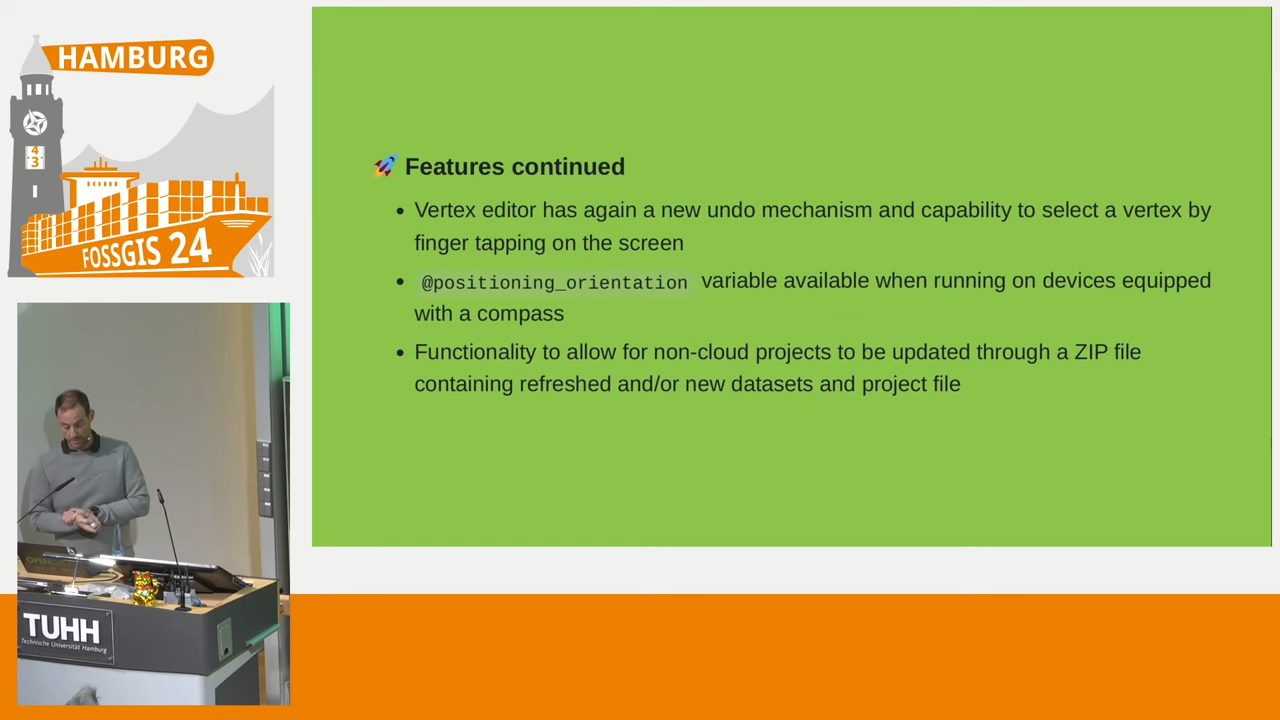 HAMBURG
4
3
FOSSGIS 24
🚀 Features continued
• Vertex editor has again a new undo mechanism and capability to select a vertex by
finger tapping on the screen
• @positioning_orientation variable available when running on devices equipped
with a compass
• Functionality to allow for non-cloud projects to be updated through a ZIP file
containing refreshed and/or new datasets and project file
TUHH
Technische Universität Hamburg